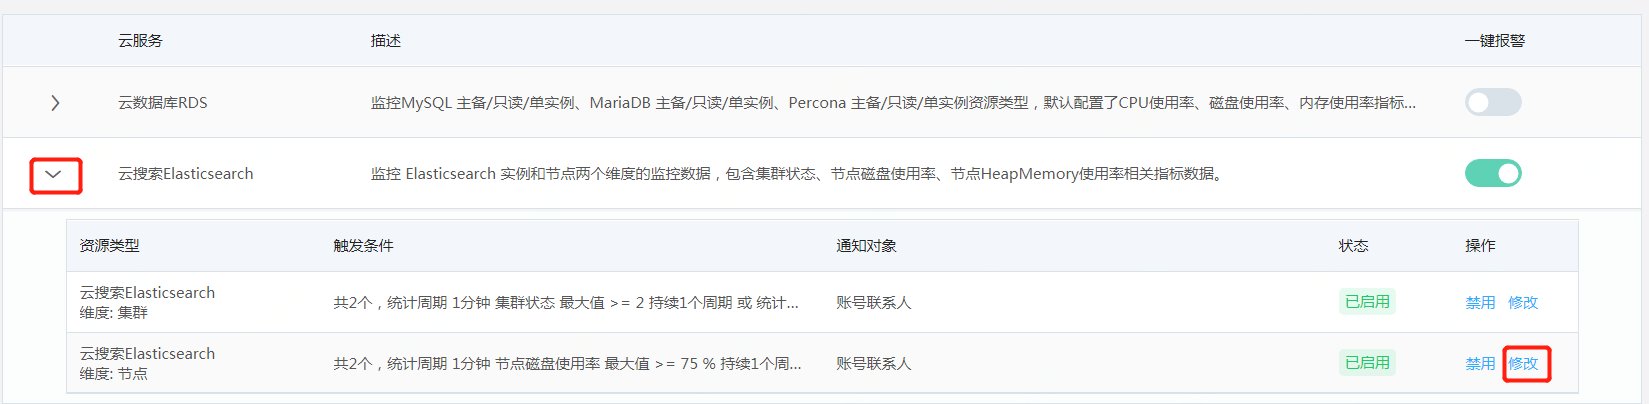 云服务 描述 一键报警
云数据库RDS 监控MySQL 主备/只读/单实例、MariaDB 主备/只读/单实例、Percona 主备/只读/单实例资源类型，默认配置了CPU使用率、磁盘使用率、内存使用率指标...
云搜索Elasticsearch 监控 Elasticsearch 实例和节点两个维度的监控数据，包含集群状态、节点磁盘使用率、节点HeapMemory使用率相关指标数据。
资源类型 触发条件 通知对象 状态 操作
云搜索Elasticsearch
维度: 集群 共2个，统计周期 1分钟 集群状态 最大值 >= 2 持续1个周期 或 统计... 账号联系人 已启用 禁用 修改
云搜索Elasticsearch
维度: 节点 共2个，统计周期 1分钟 节点磁盘使用率 最大值 >= 75 % 持续1个周... 账号联系人 已启用 禁用 修改